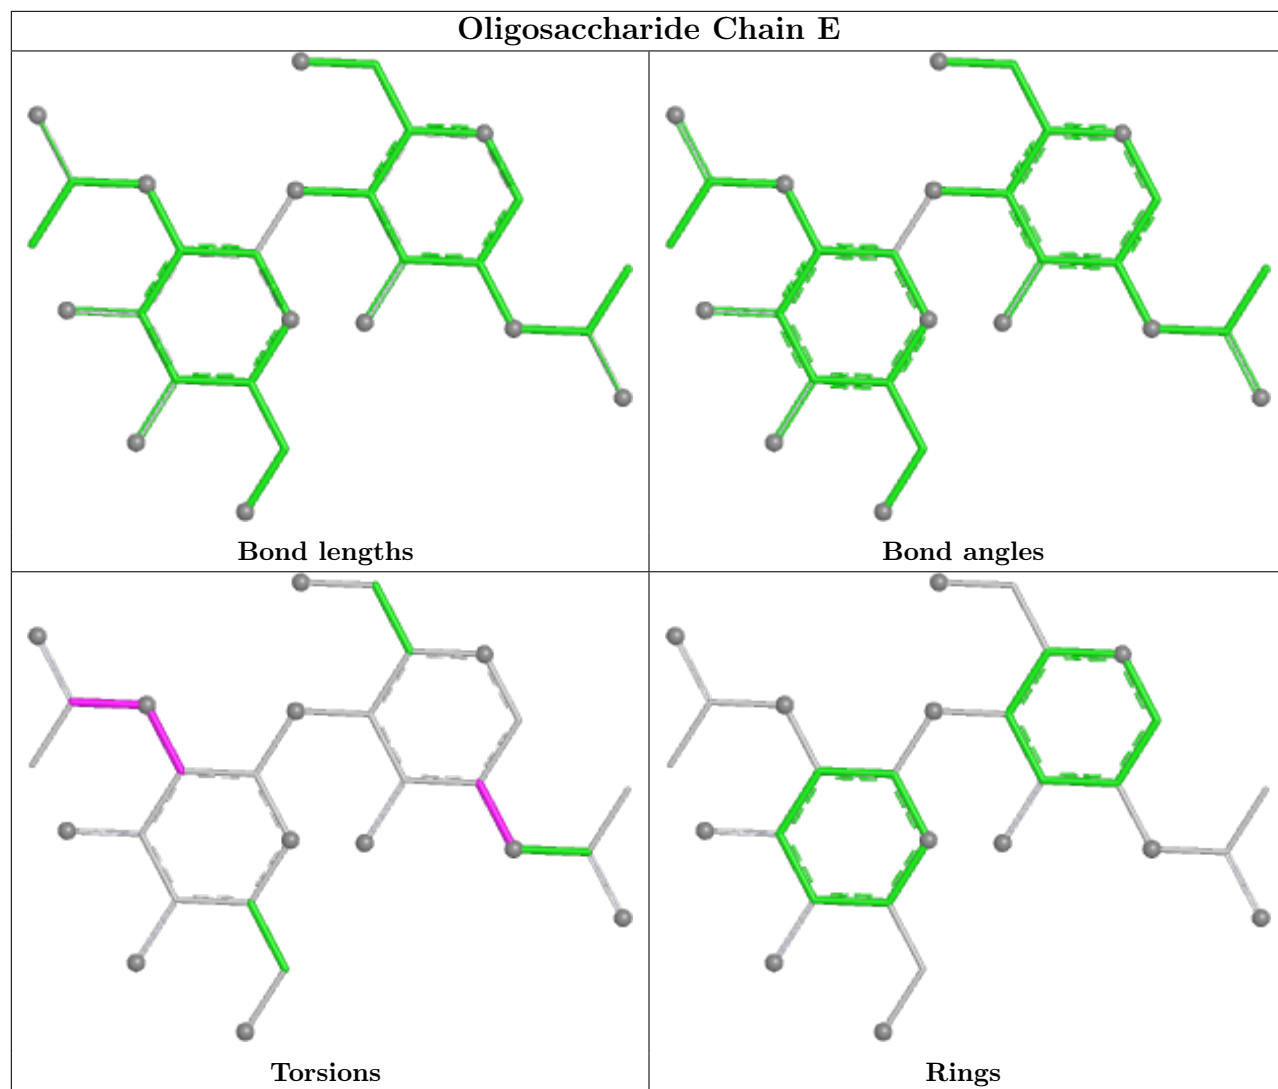 Oligosaccharide Chain E
Bond lengths
Bond angles
Torsions
Rings